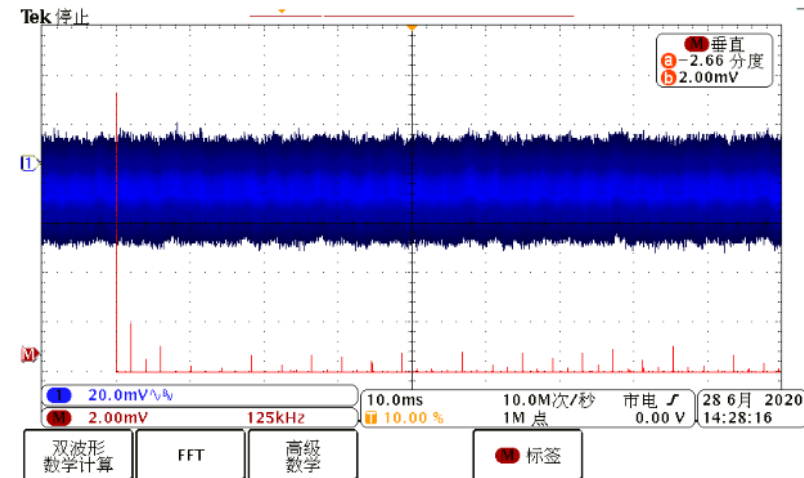 Tek 停止
M 垂直
a -2.66 分度
b 2.00mV
1
M
1 20.0mV
M 2.00mV 125kHz
10.0ms 10.0M次/秒 市电
T 10.00 % 1M 点 0.00 V
28 6月 2020
14:28:16
双波形
数学计算
FFT
高级
数学
M 标签